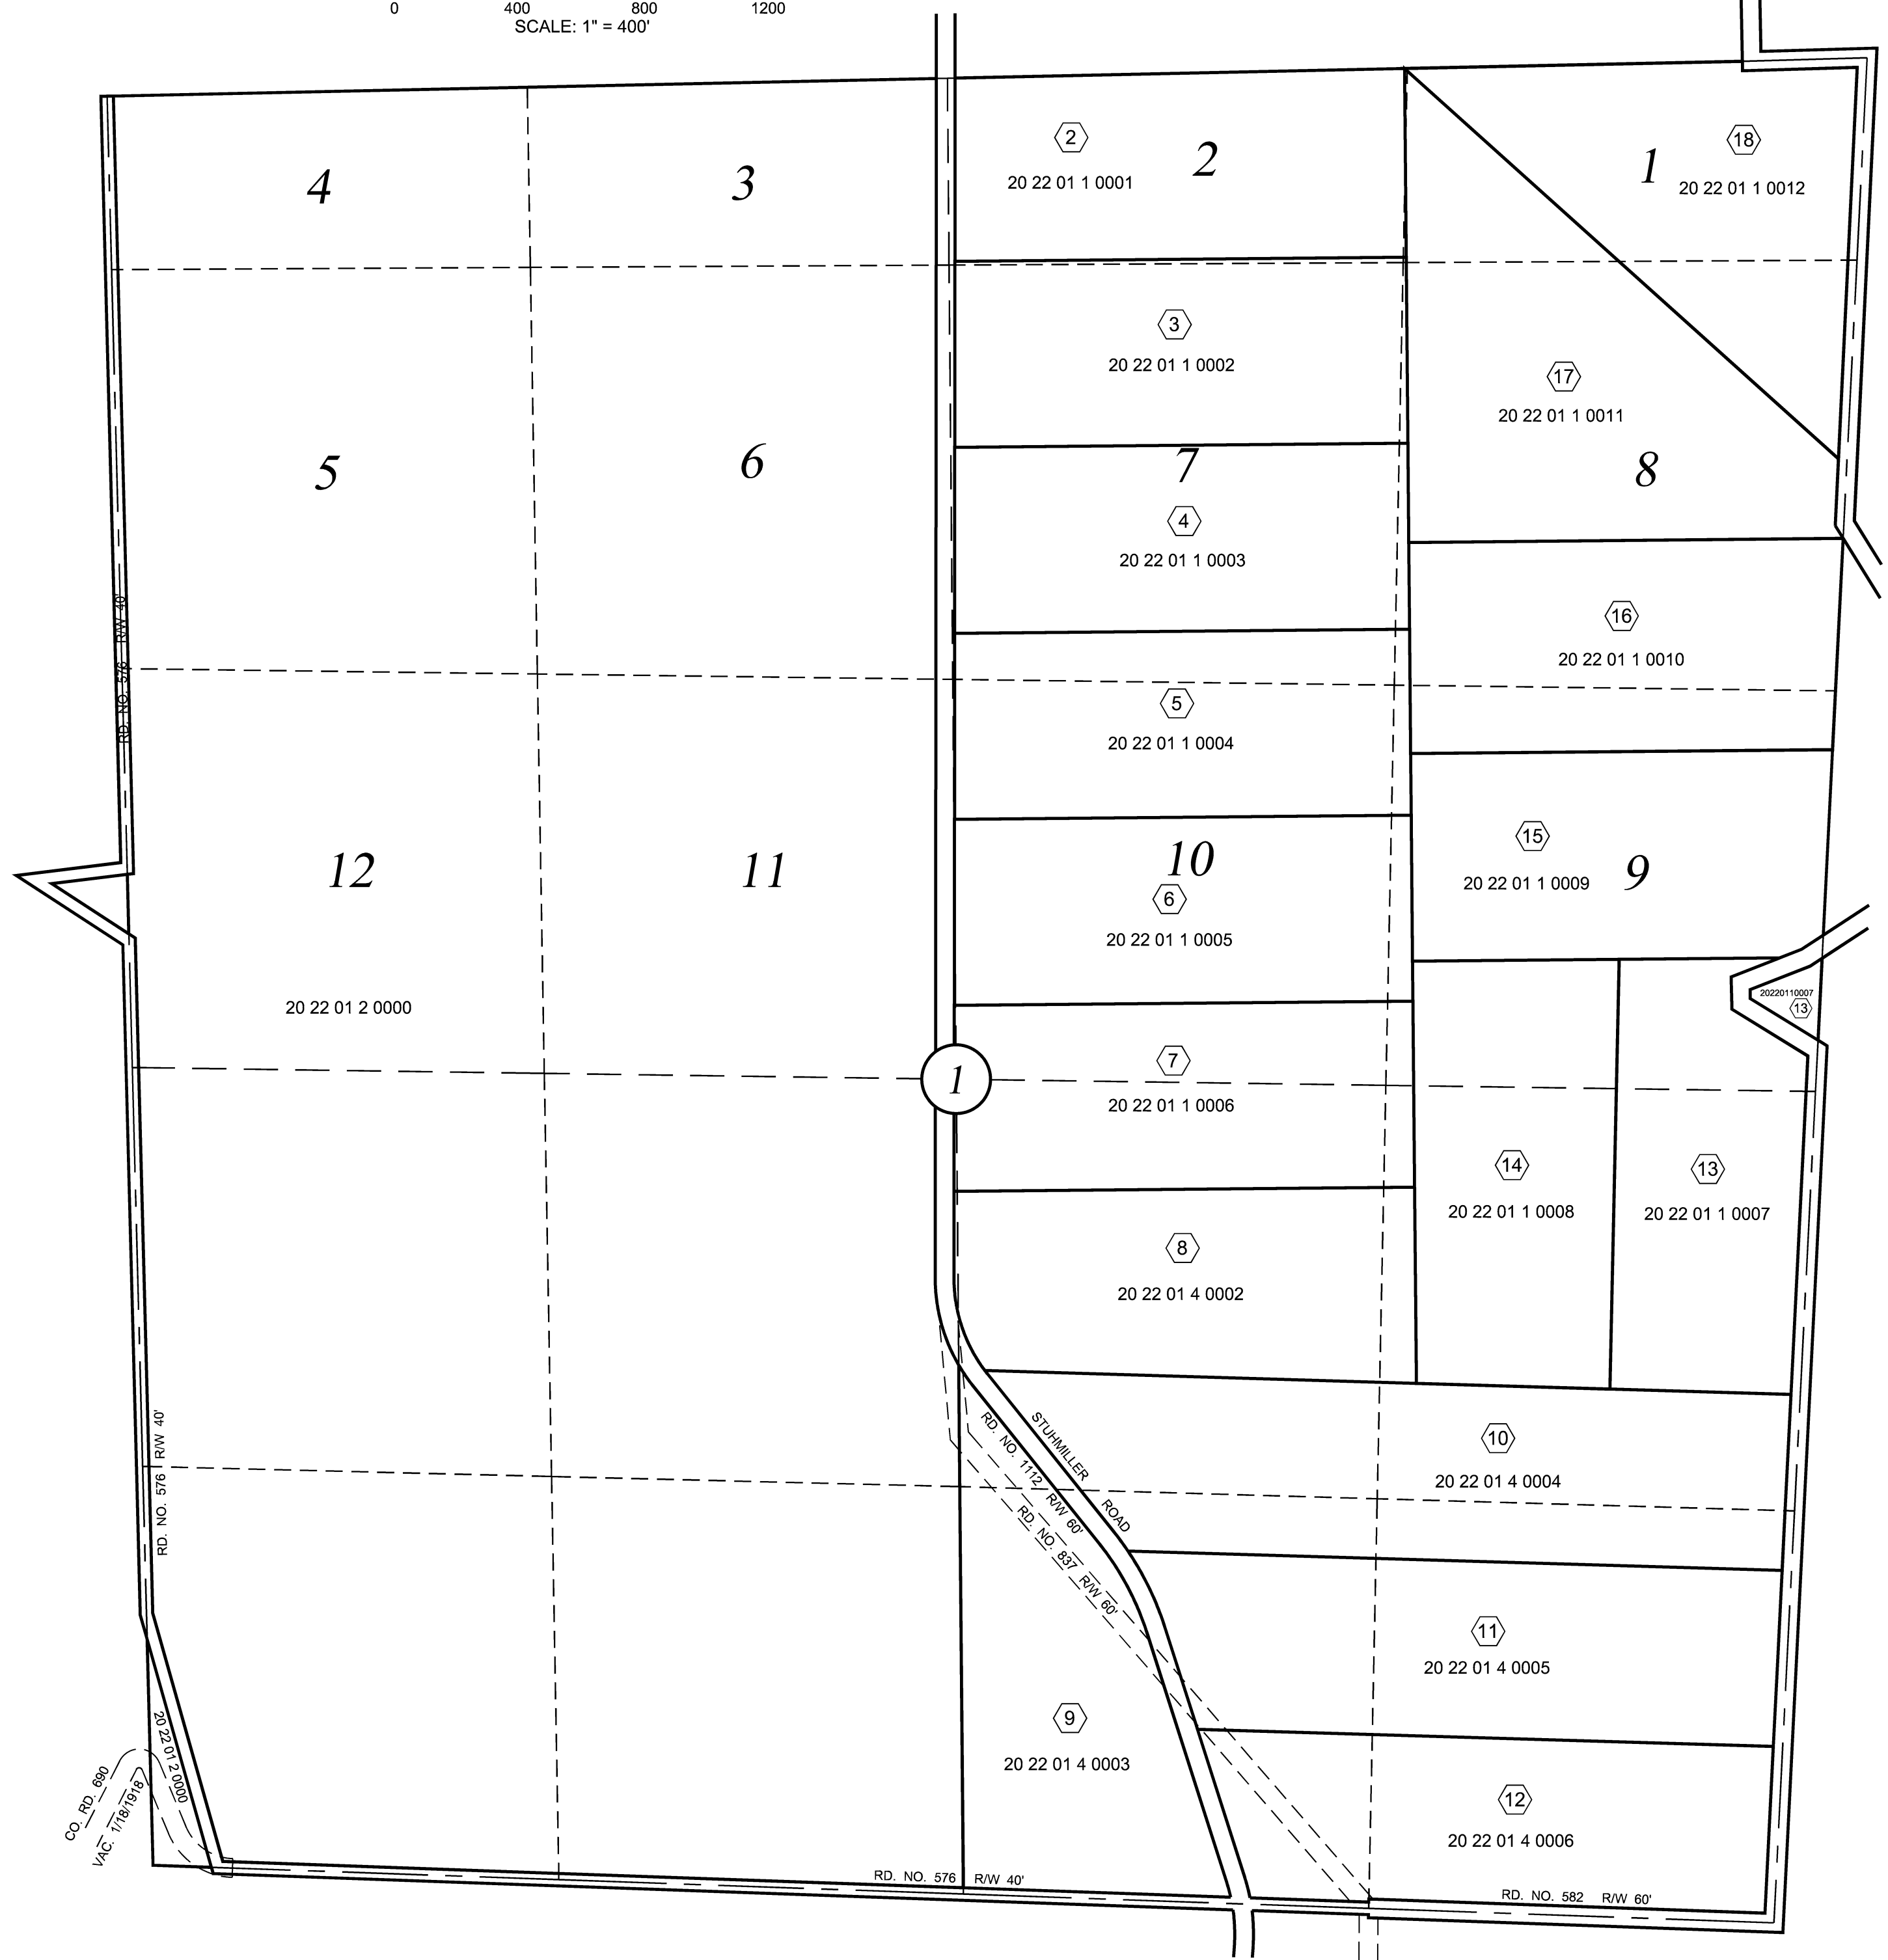 0 400 800 1200
SCALE: 1" = 400'
2
18
4
3
2
1
20 22 01 1 0001
20 22 01 1 0012
3
20 22 01 1 0002
17
20 22 01 1 0011
5
6
7
8
4
20 22 01 1 0003
16
20 22 01 1 0010
RD. NO. 576 R/W 40'
5
20 22 01 1 0004
15
20 22 01 1 0009
12
11
10
9
6
20 22 01 1 0005
20 22 01 2 0000
20220110007
13
1
7
20 22 01 1 0006
14
20 22 01 1 0008
13
20 22 01 1 0007
8
20 22 01 4 0002
RD. NO. 576 R/W 40'
STUHMILLER ROAD
RD. NO. 1112 R/W 60'
RD. NO. 837 R/W 60'
10
20 22 01 4 0004
11
20 22 01 4 0005
9
20 22 01 4 0003
12
20 22 01 4 0006
20 22 01 2 0000
CO. RD. 690
VAC. 1/18/1918
RD. NO. 576 R/W 40'
RD. NO. 582 R/W 60'